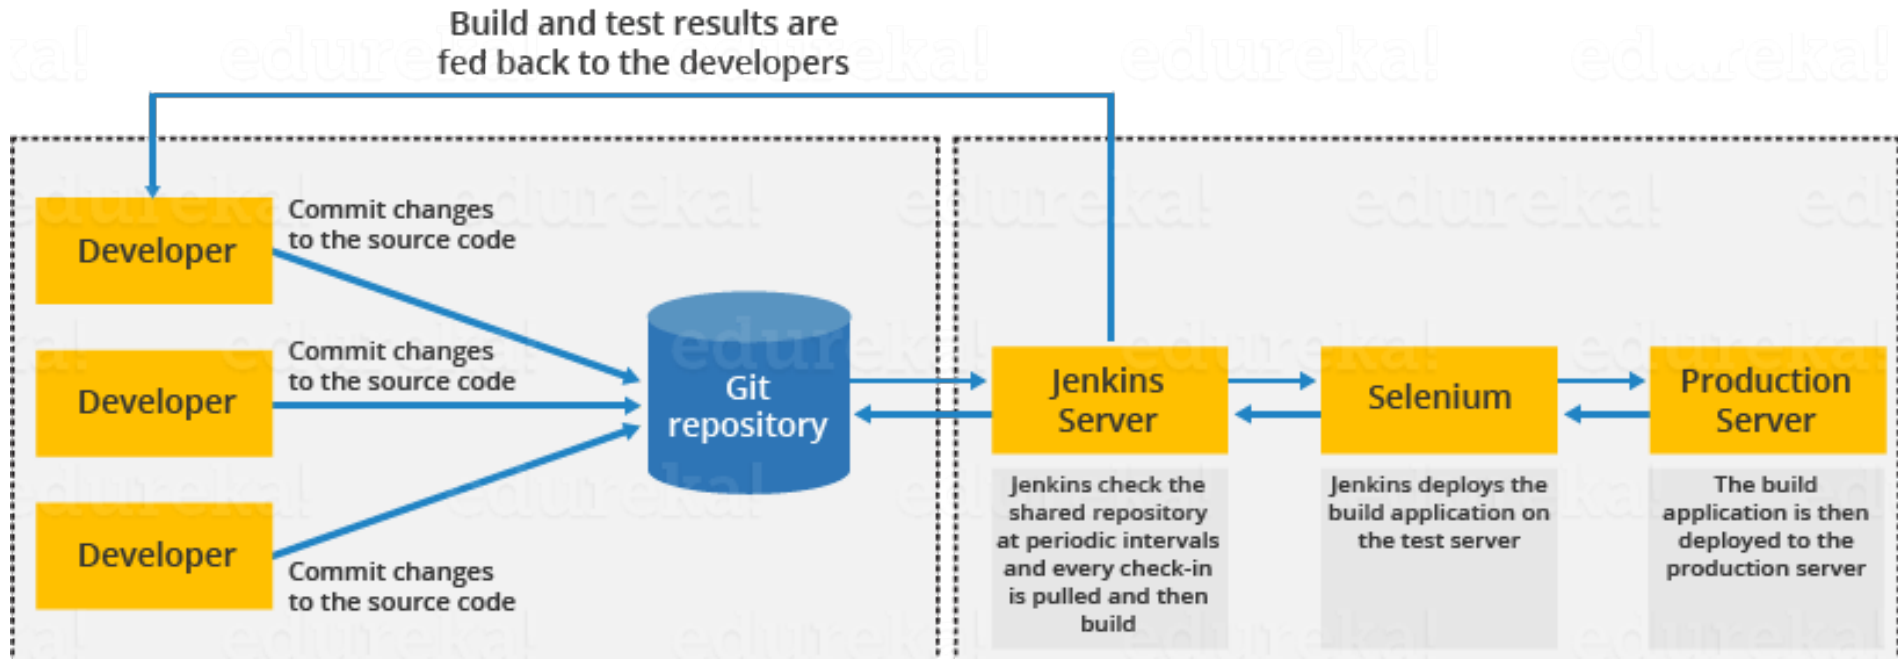 Build and test results are
fed back to the developers
Developer
Commit changes
to the source code
Developer
Commit changes
to the source code
Developer
Commit changes
to the source code
Git
repository
Jenkins
Server
Jenkins check the
shared repository
at periodic intervals
and every check-in
is pulled and then
build
Selenium
Jenkins deploys the
build application on
the test server
Production
Server
The build
application is then
deployed to the
production server
edureka!